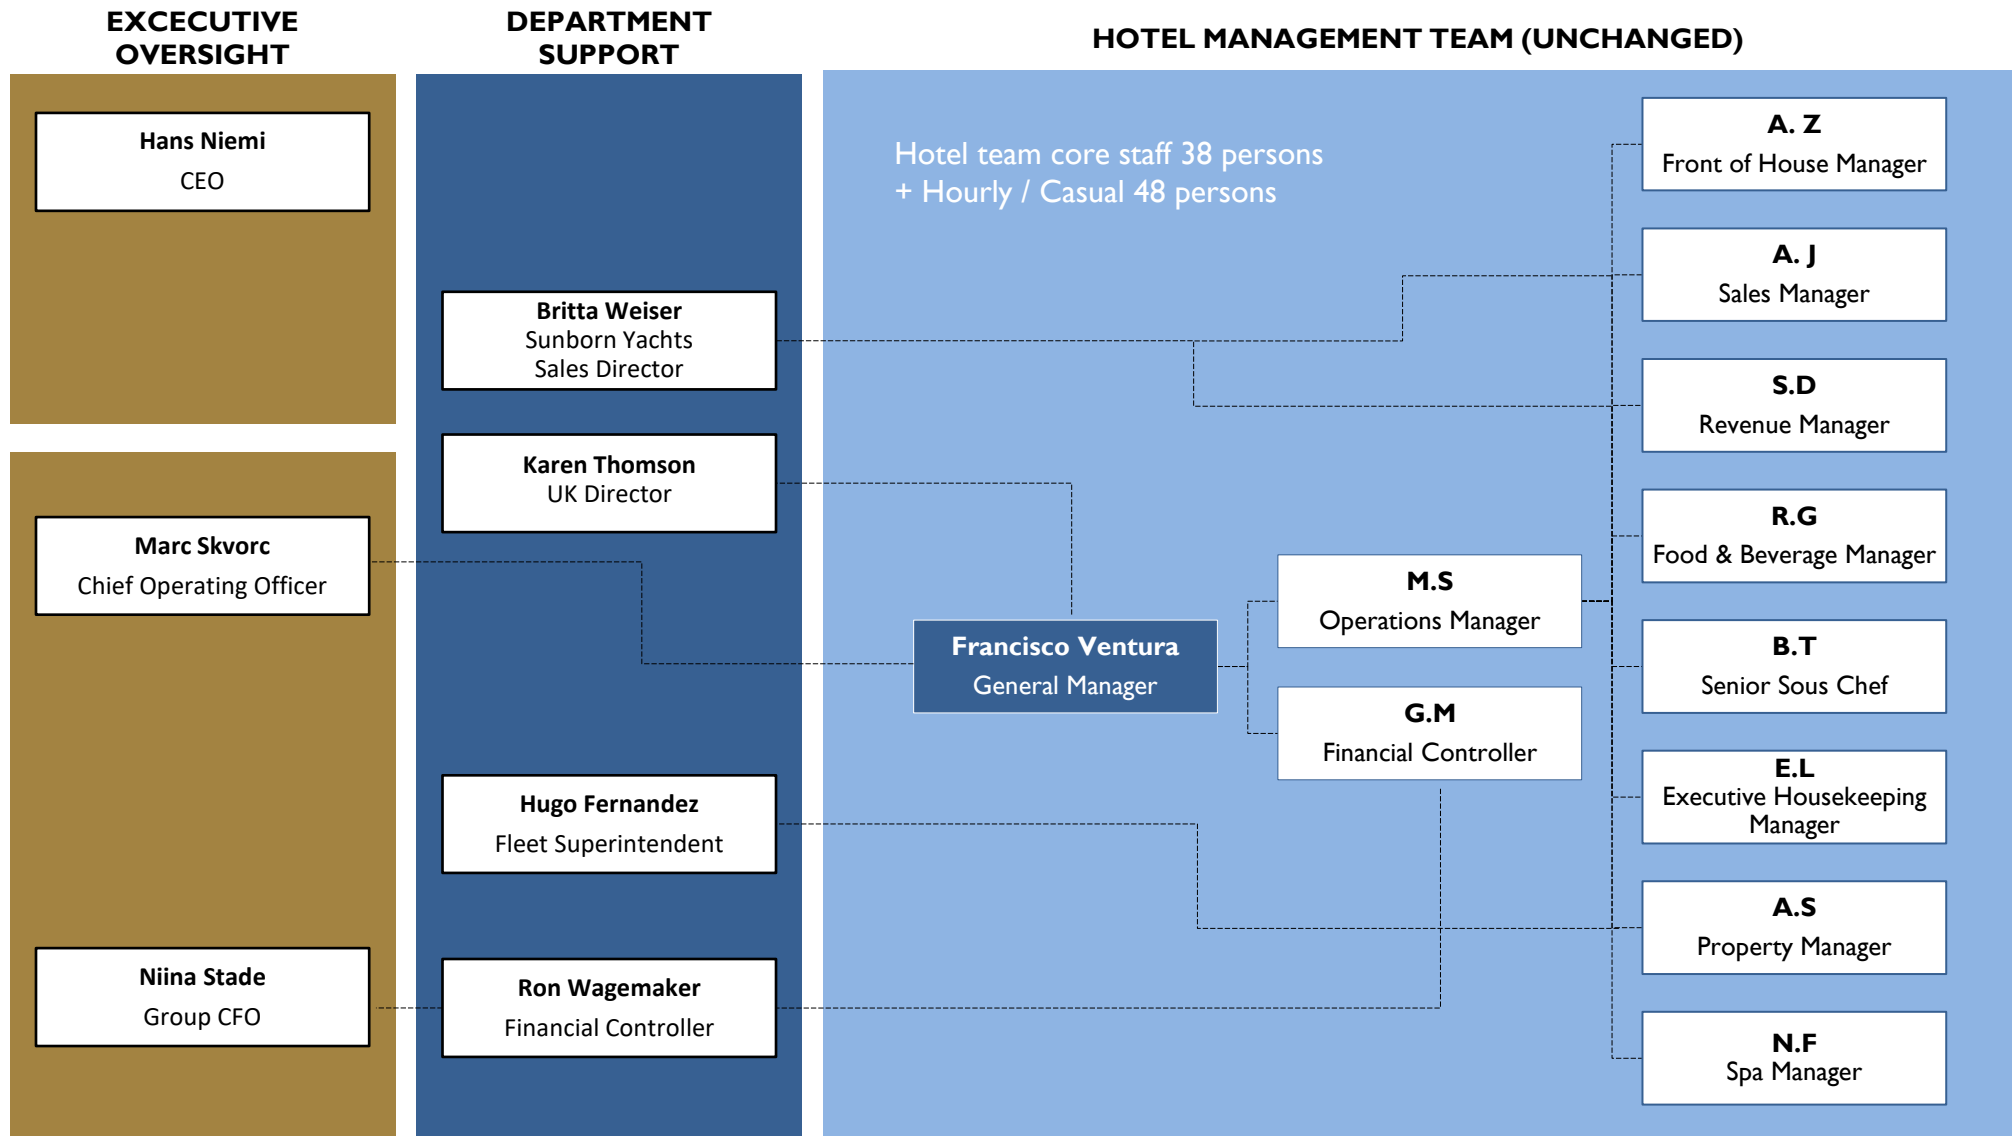 EXCECUTIVE
OVERSIGHT
DEPARTMENT
SUPPORT
HOTEL MANAGEMENT TEAM (UNCHANGED)
Hans Niemi
CEO
Marc Skvorc
Chief Operating Officer
Niina Stade
Group CFO
Britta Weiser
Sunborn Yachts
Sales Director
Karen Thomson
UK Director
Hugo Fernandez
Fleet Superintendent
Ron Wagemaker
Financial Controller
Hotel team core staff 38 persons
+ Hourly / Casual 48 persons
Francisco Ventura
General Manager
M.S
Operations Manager
G.M
Financial Controller
A. Z
Front of House Manager
A. J
Sales Manager
S.D
Revenue Manager
R.G
Food & Beverage Manager
B.T
Senior Sous Chef
E.L
Executive Housekeeping
Manager
A.S
Property Manager
N.F
Spa Manager